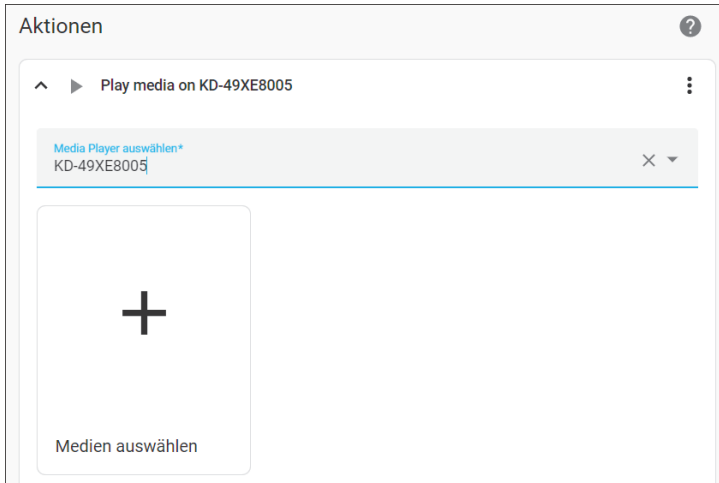 Aktionen
Play media on KD-49XE8005
Media Player auswählen*
KD-49XE8005
Medien auswählen